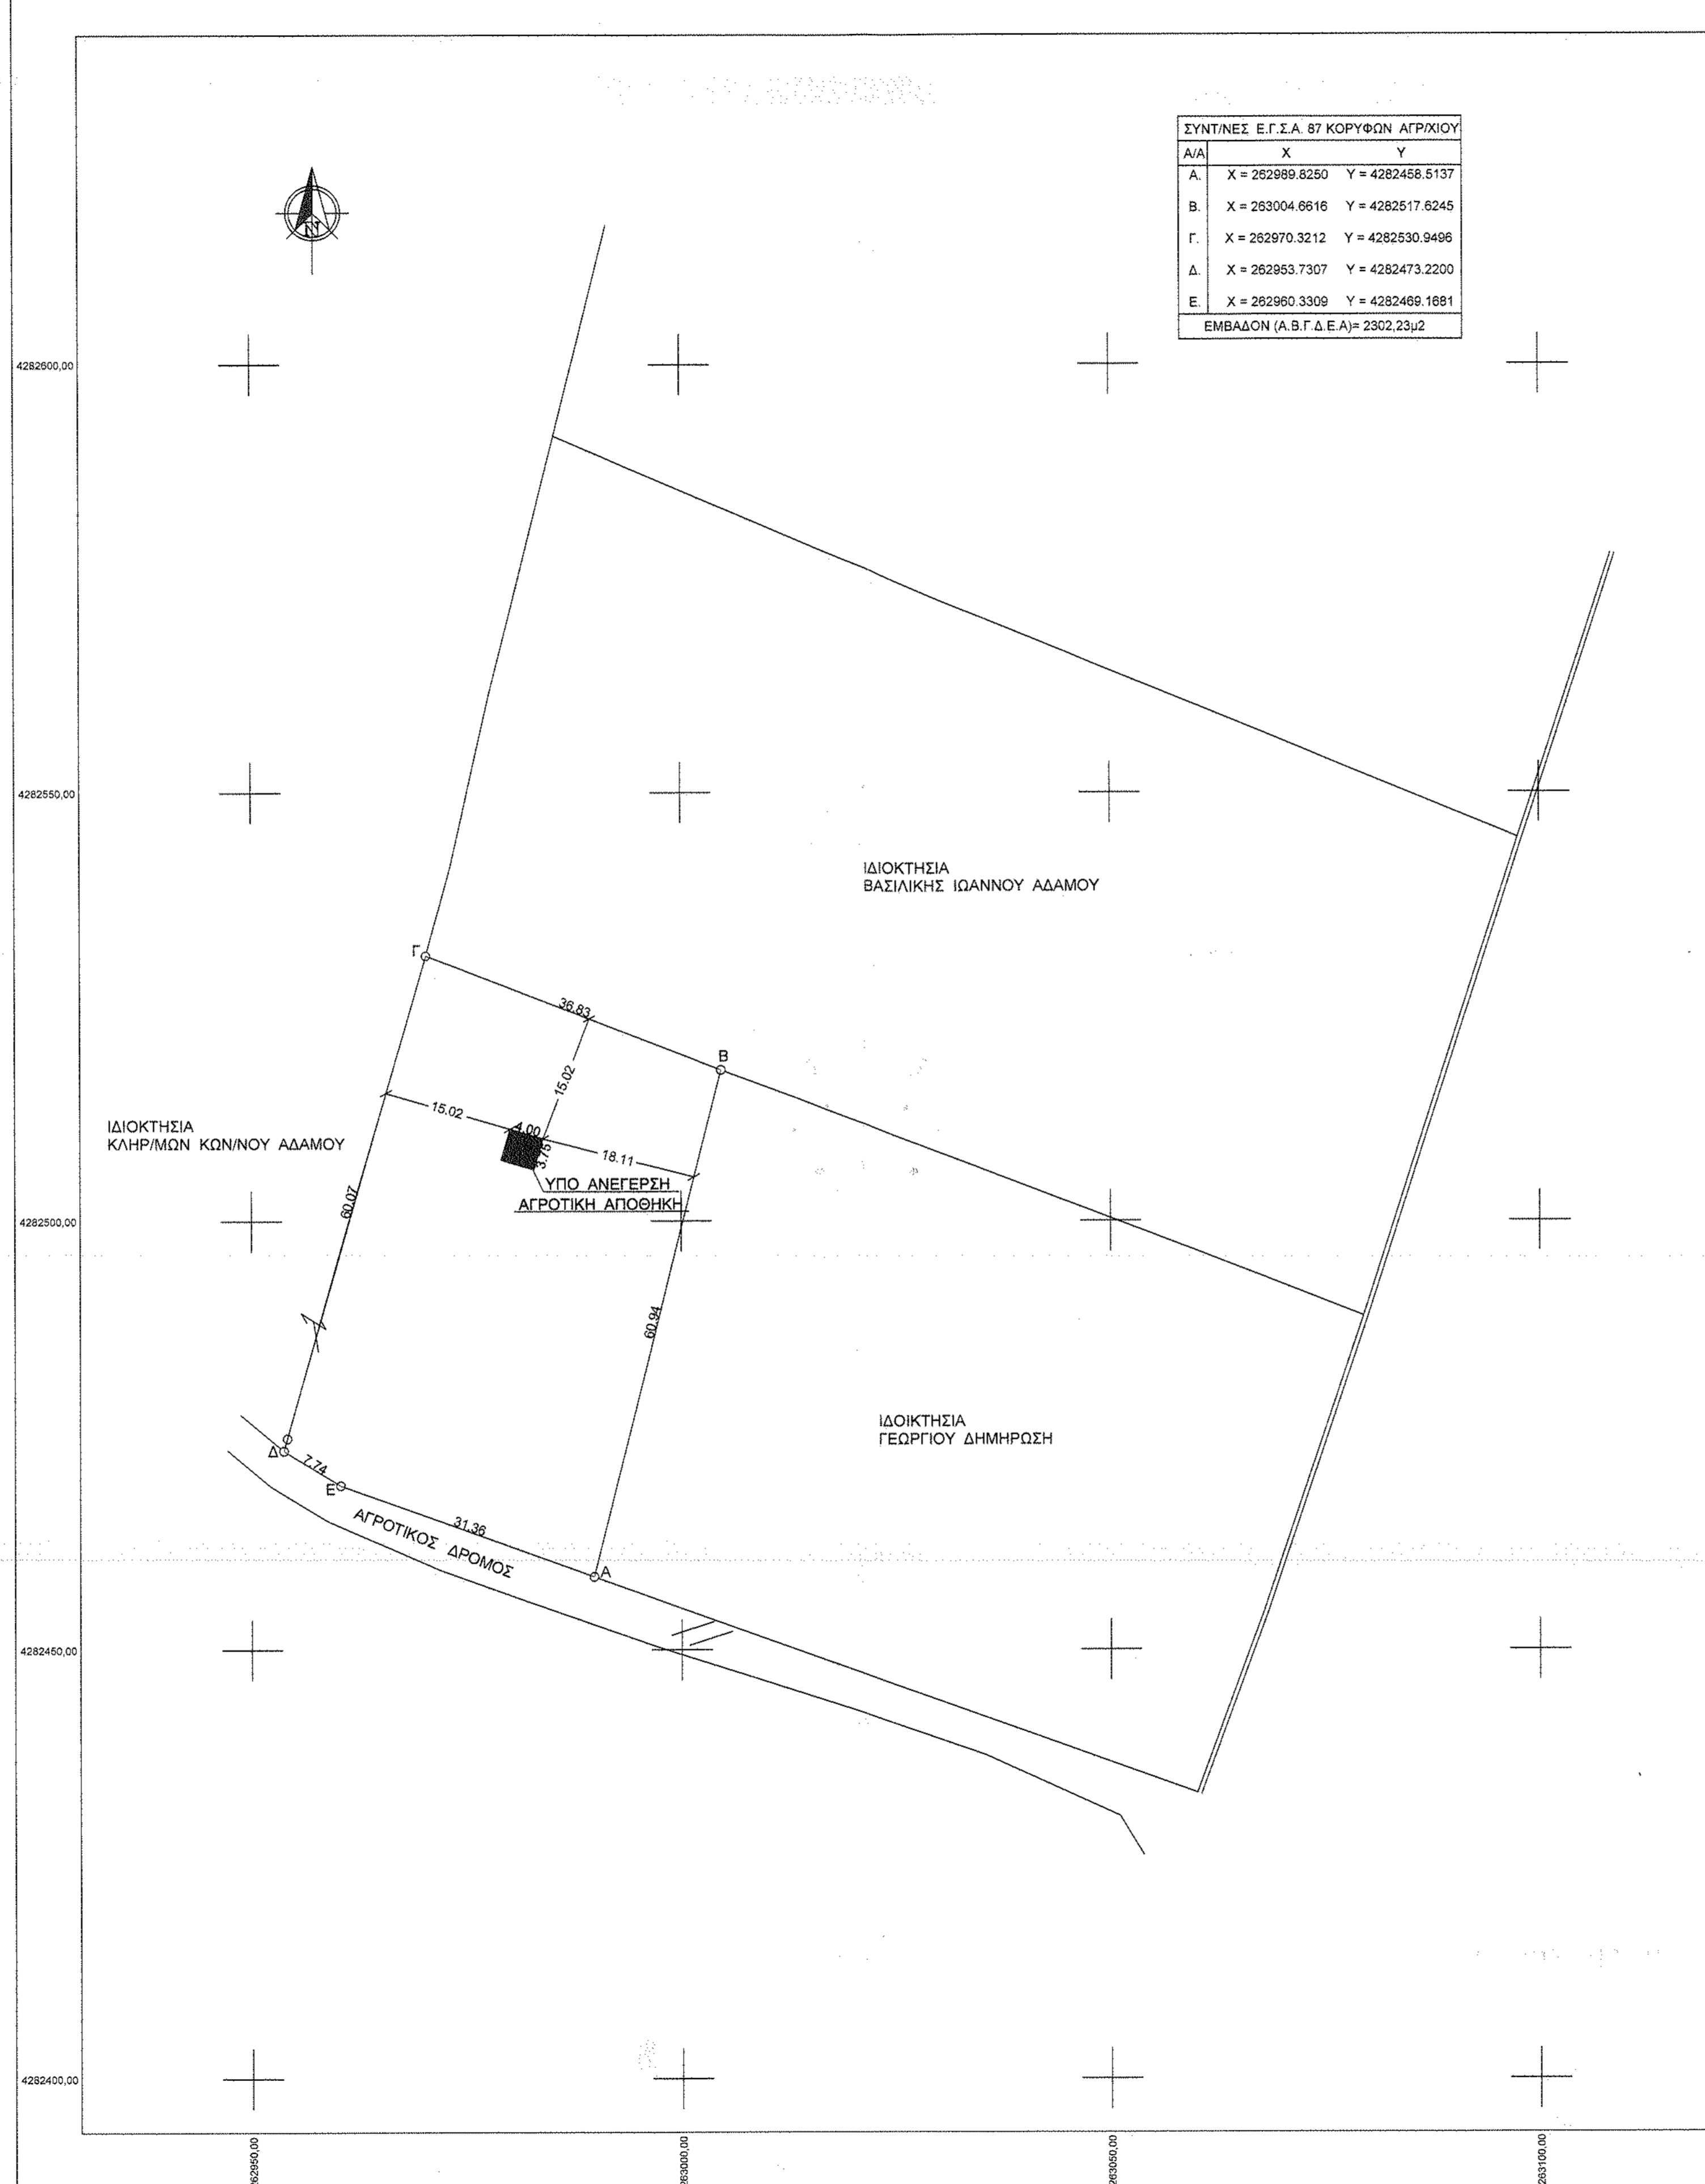 ΣΥΝΤ/ΝΕΣ Ε.Γ.Σ.Α. 87 ΚΟΡΥΦΩΝ ΑΓΡ/ΧΙΟΥ
Α/Α Χ Υ
Α. Χ = 262989.8250 Υ = 4282458.5137
Β. Χ = 263004.6616 Υ = 4282517.6245
Γ. Χ = 262970.3212 Υ = 4282530.9496
Δ. Χ = 262953.7307 Υ = 4282473.2200
Ε. Χ = 262960.3309 Υ = 4282469.1681
ΕΜΒΑΔΟΝ (Α.Β.Γ.Δ.Ε.Α)= 2302,23μ2
N
4282600,00
4282550,00
ΙΔΙΟΚΤΗΣΙΑ
ΒΑΣΙΛΙΚΗΣ ΙΩΑΝΝΟΥ ΑΔΑΜΟΥ
Γ
36.83
Β
15.02
15.02
4.00
3.75
18.11
ΙΔΙΟΚΤΗΣΙΑ
ΚΛΗΡ/ΜΩΝ ΚΩΝ/ΝΟΥ ΑΔΑΜΟΥ
ΥΠΟ ΑΝΕΓΕΡΣΗ
ΑΓΡΟΤΙΚΗ ΑΠΟΘΗΚΗ
60.07
4282500,00
60.94
ΙΔΟΙΚΤΗΣΙΑ
ΓΕΩΡΓΙΟΥ ΔΗΜΗΡΩΣΗ
Δ
7.74
Ε
31.36
ΑΓΡΟΤΙΚΟΣ ΔΡΟΜΟΣ
Α
4282450,00
4282400,00
262950,00
263000,00
263050,00
263100,00